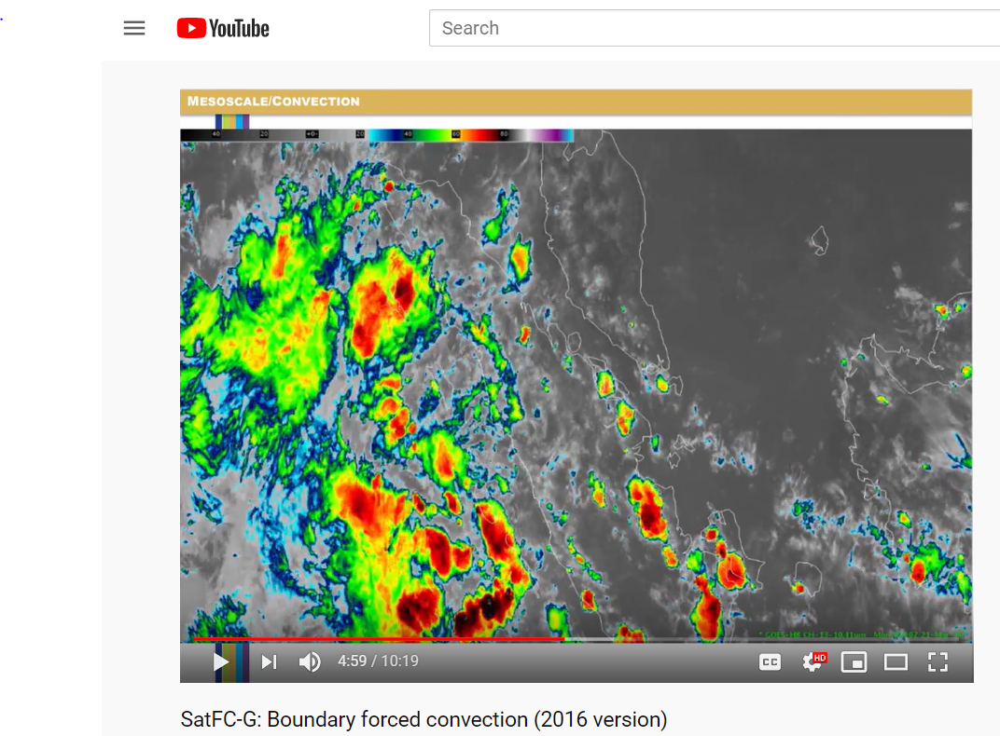 YouTube
Search
MESOSCALE/CONVECTION
40 20 +0- 20 40 60 80
4:59 / 10:19
CC
HD
SatFC-G: Boundary forced convection (2016 version)